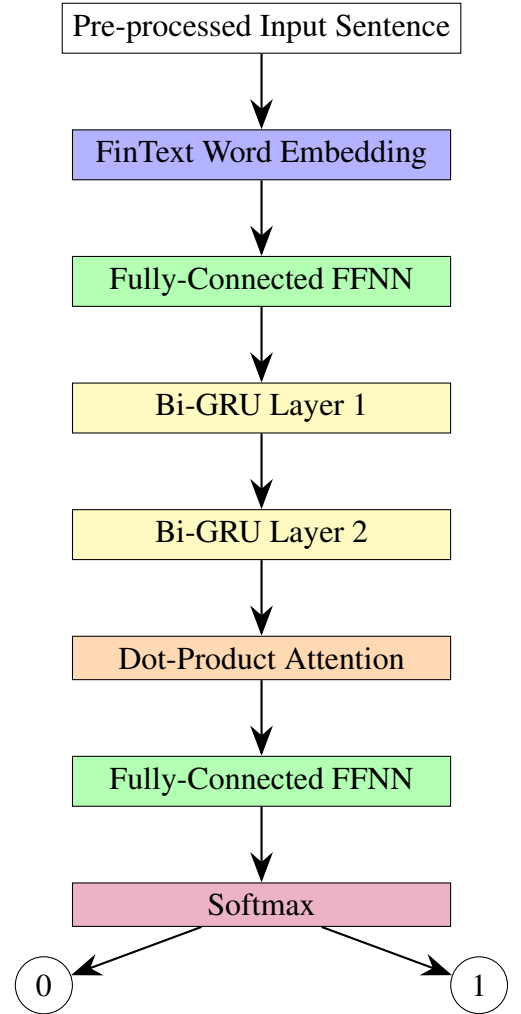 Pre-processed Input Sentence
FinText Word Embedding
Fully-Connected FFNN
Bi-GRU Layer 1
Bi-GRU Layer 2
Dot-Product Attention
Fully-Connected FFNN
Softmax
0
1